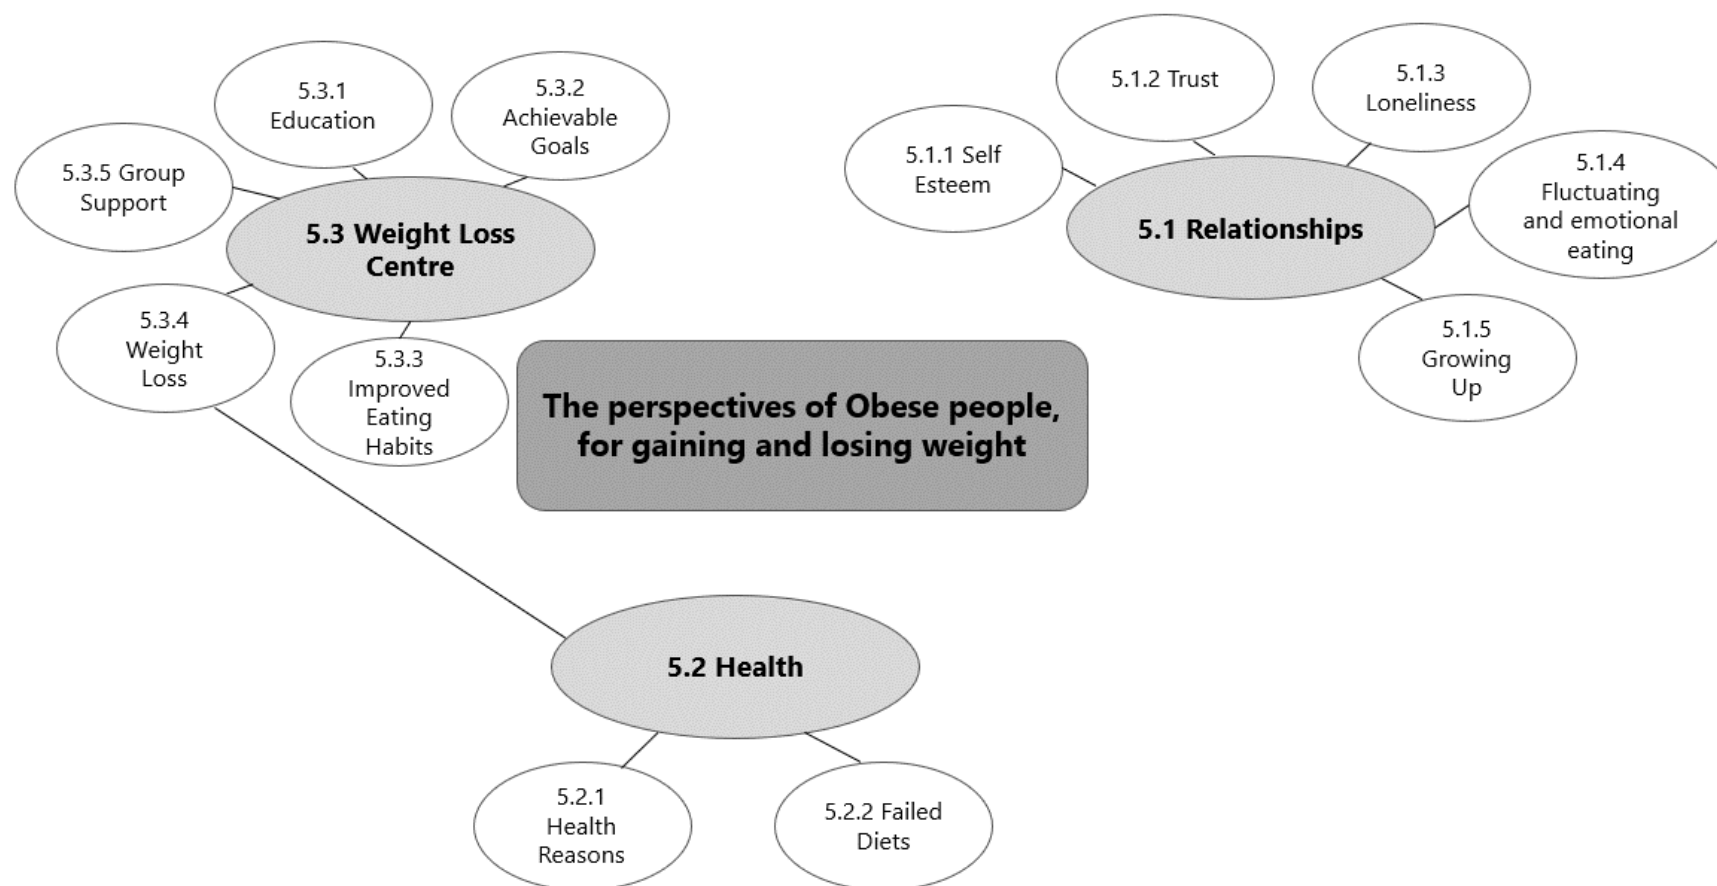 5.3.1
Education
5.3.2
Achievable
Goals
5.3.5 Group
Support
5.3 Weight Loss
Centre
5.3.4
Weight
Loss
5.3.3
Improved
Eating
Habits
5.1.2 Trust
5.1.3
Loneliness
5.1.1 Self
Esteem
5.1.4
Fluctuating
and emotional
eating
5.1 Relationships
5.1.5
Growing
Up
The perspectives of Obese people,
for gaining and losing weight
5.2 Health
5.2.1
Health
Reasons
5.2.2 Failed
Diets